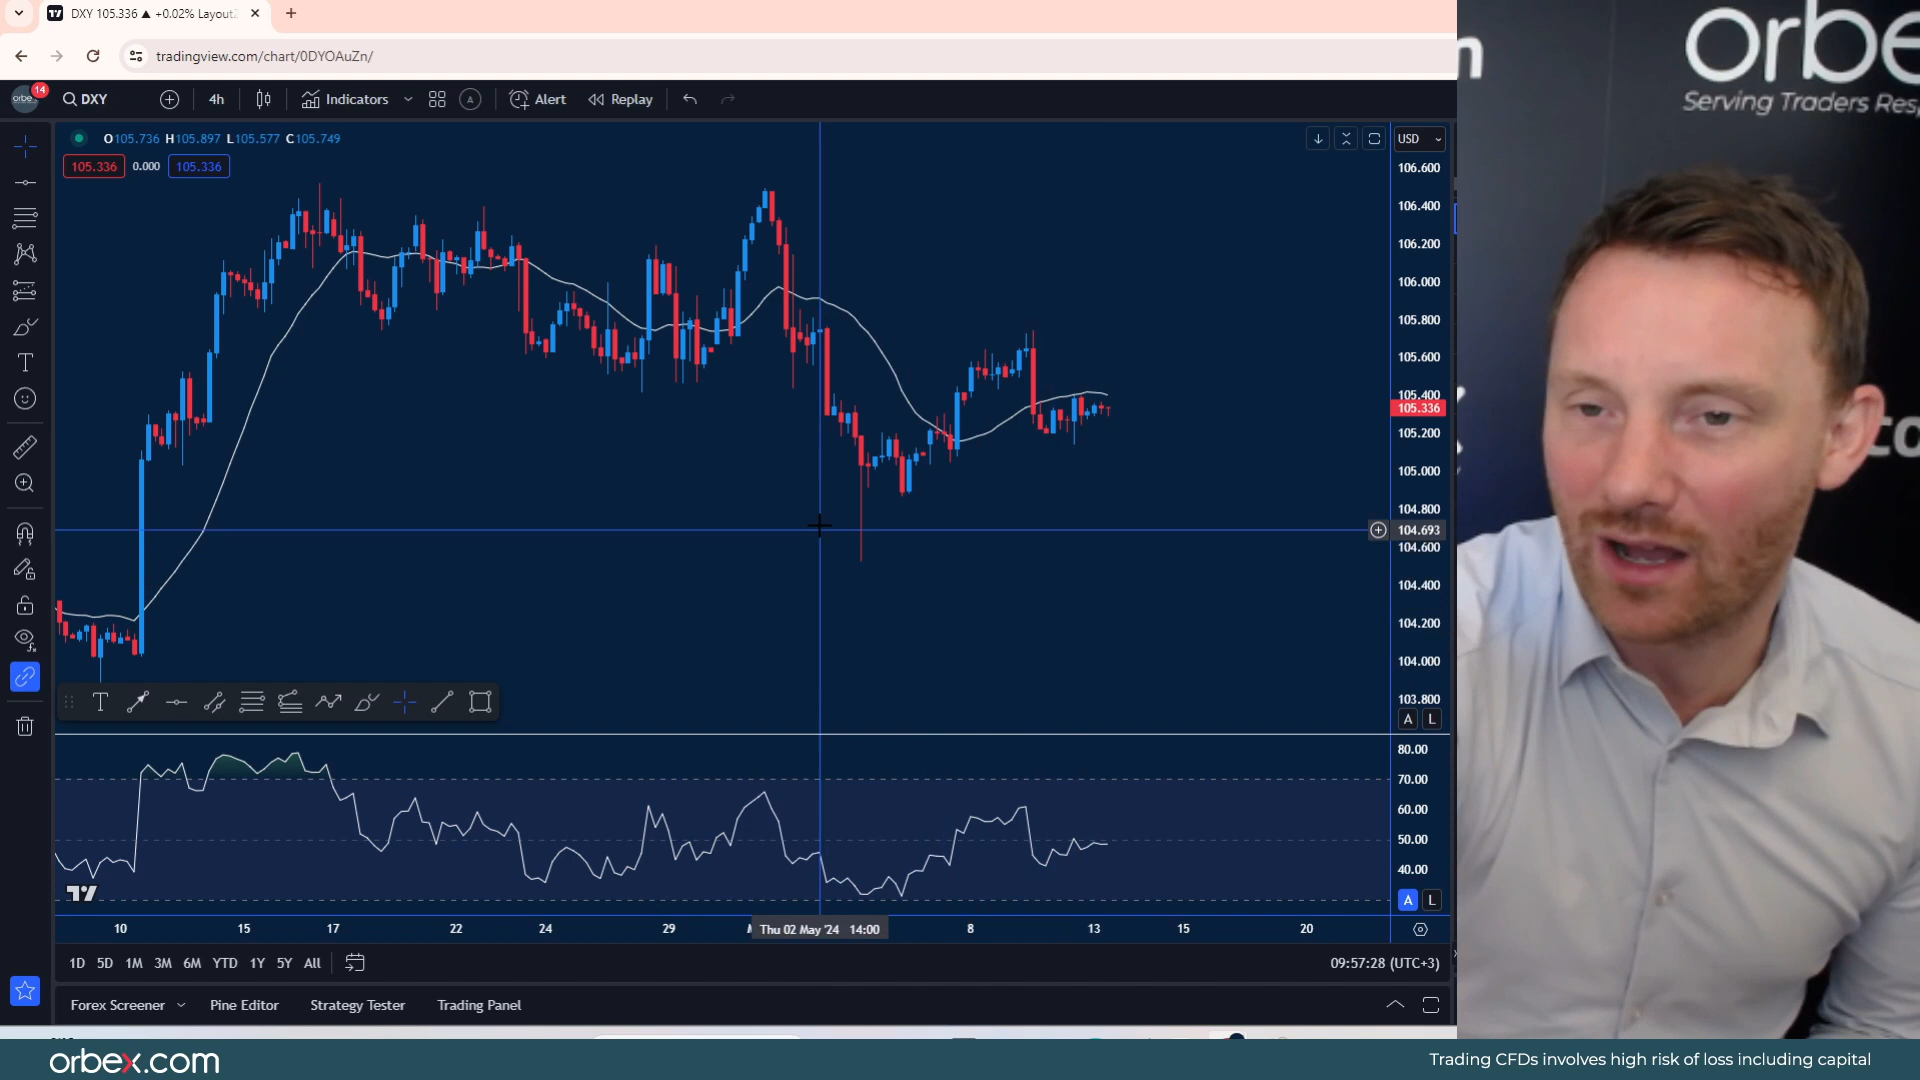 DXY 105.336 ▲ +0.02% Layout
tradingview.com/chart/0DYOAuZn/
orbex
Serving Traders Res
14
DXY
4h
Indicators
A
Alert
Replay
O105.736 H105.897 L105.577 C105.749
USD
105.336 0.000 105.336
106.600
106.400
106.200
106.000
105.800
105.600
105.400
105.336
105.200
105.000
104.800
104.693
104.600
104.400
104.200
104.000
103.800
A L
80.00
70.00
60.00
50.00
40.00
A L
10 15 17 22 24 29 Thu 02 May '24 14:00 8 13 15 20
1D 5D 1M 3M 6M YTD 1Y 5Y All
09:57:28 (UTC+3)
Forex Screener Pine Editor Strategy Tester Trading Panel
orbex.com
Trading CFDs involves high risk of loss including capital